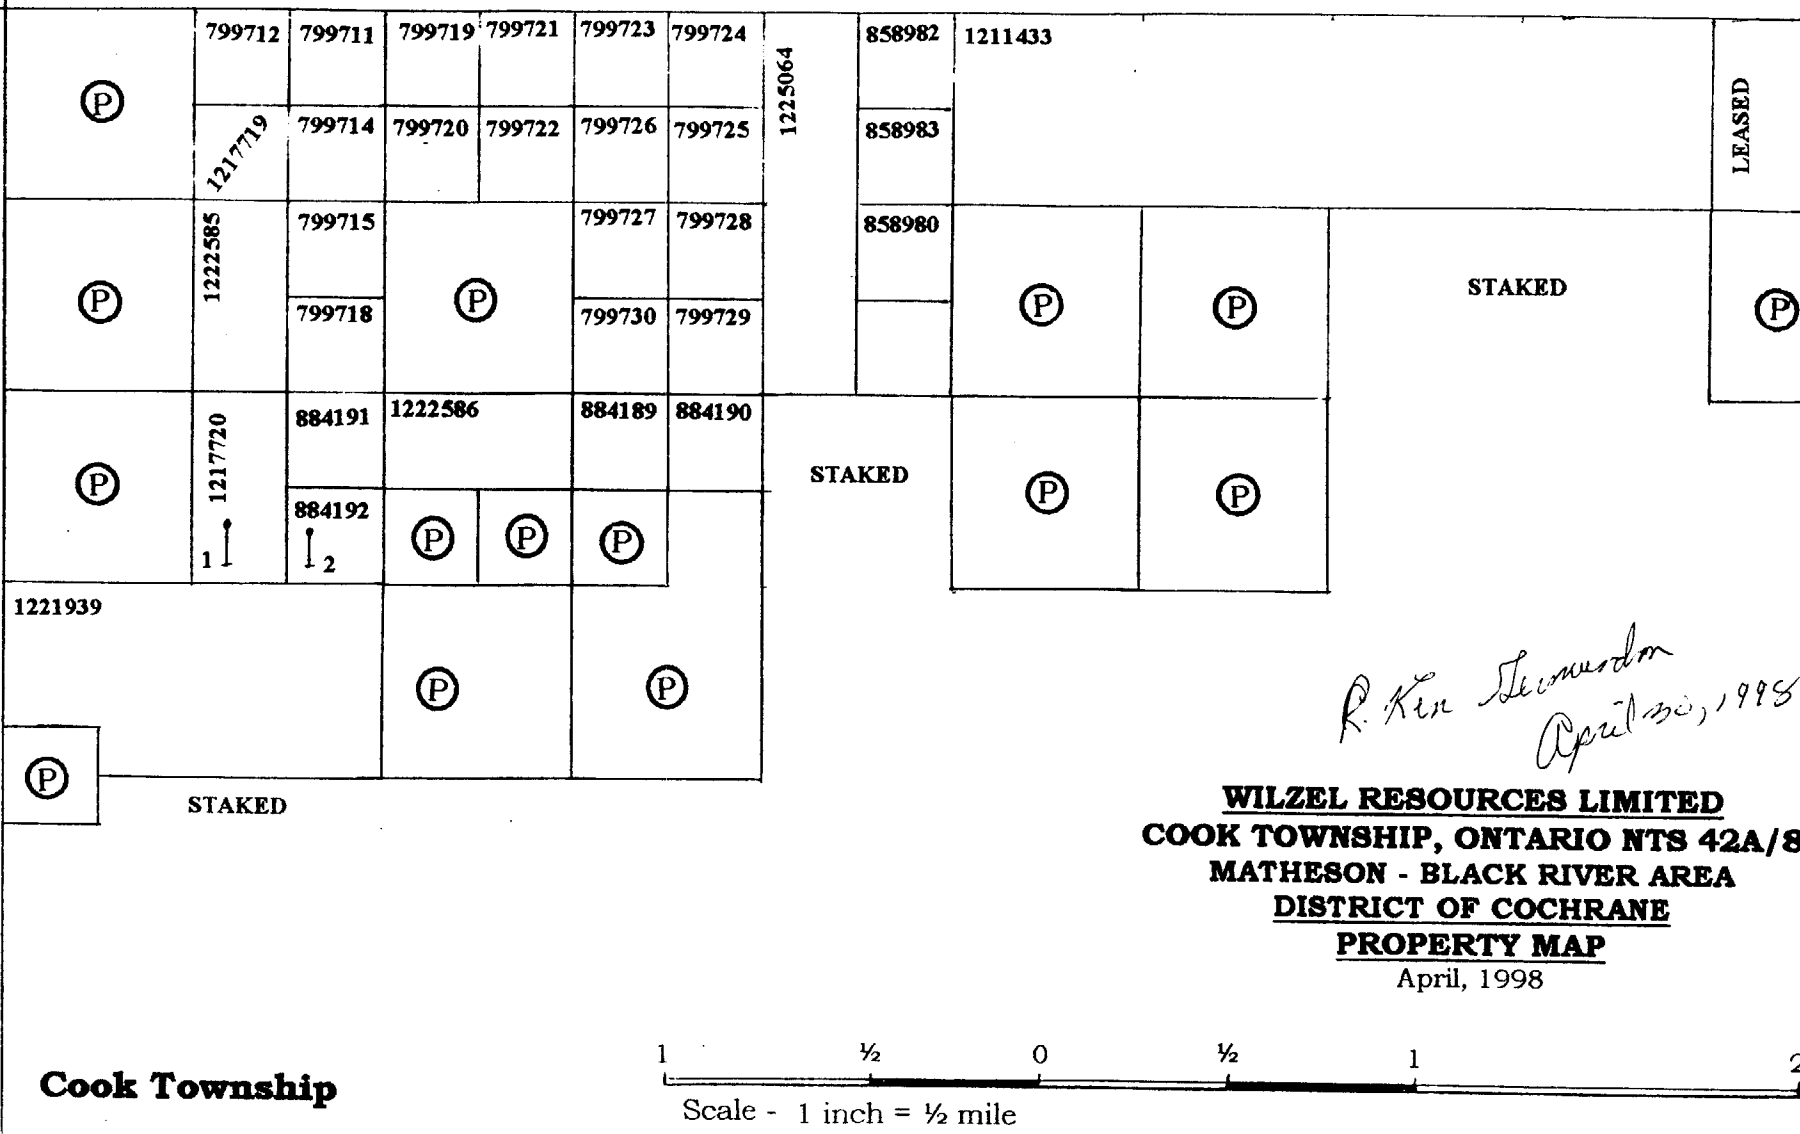 799712 799711 799719 799721 799723 799724 858982 1211433
1225064
LEASED
Ⓟ
1217719 799714 799720 799722 799726 799725 858983
1222585 799715 799727 799728 858980
Ⓟ Ⓟ Ⓟ Ⓟ STAKED Ⓟ
799718 799730 799729
1217720 884191 1222586 884189 884190
Ⓟ STAKED Ⓟ Ⓟ
884192
1 2 Ⓟ Ⓟ Ⓟ
1221939
Ⓟ Ⓟ
Ⓟ
STAKED
R. Ken
April 30, 1998
WILZEL RESOURCES LIMITED
COOK TOWNSHIP, ONTARIO NTS 42A/8
MATHESON - BLACK RIVER AREA
DISTRICT OF COCHRANE
PROPERTY MAP
April, 1998
1 ½ 0 ½ 1 2
Cook Township
Scale - 1 inch = ½ mile